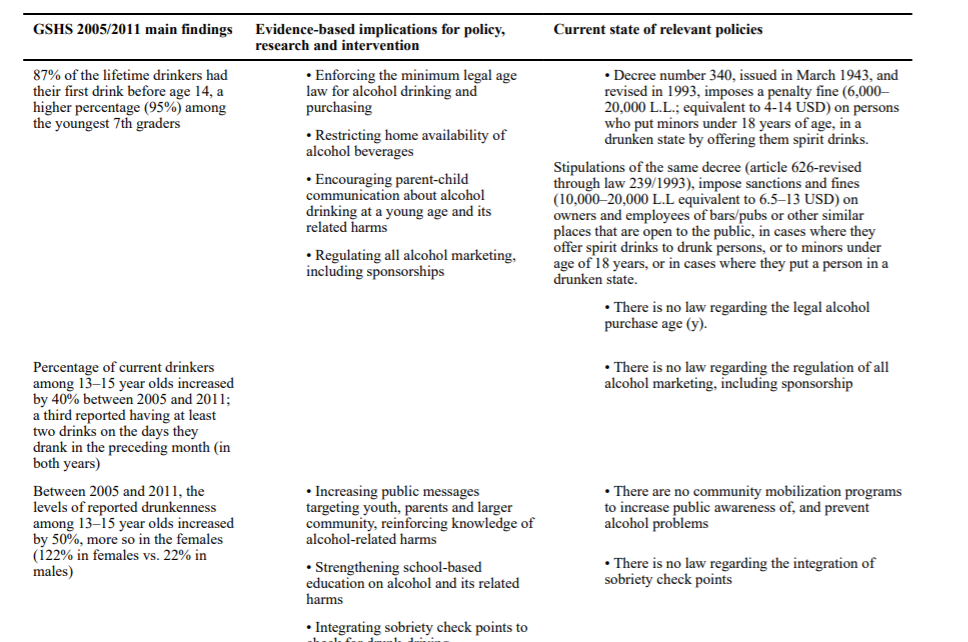 GSHS 2005/2011 main findings
Evidence-based implications for policy,
research and intervention
Current state of relevant policies
87% of the lifetime drinkers had
their first drink before age 14, a
higher percentage (95%) among
the youngest 7th graders
• Enforcing the minimum legal age
law for alcohol drinking and
purchasing
• Restricting home availability of
alcohol beverages
• Encouraging parent-child
communication about alcohol
drinking at a young age and its
related harms
• Regulating all alcohol marketing,
including sponsorships
• Decree number 340, issued in March 1943, and
revised in 1993, imposes a penalty fine (6,000–
20,000 L.L.; equivalent to 4-14 USD) on persons
who put minors under 18 years of age, in a
drunken state by offering them spirit drinks.
Stipulations of the same decree (article 626-revised
through law 239/1993), impose sanctions and fines
(10,000–20,000 L.L equivalent to 6.5–13 USD) on
owners and employees of bars/pubs or other similar
places that are open to the public, in cases where they
offer spirit drinks to drunk persons, or to minors under
age of 18 years, or in cases where they put a person in a
drunken state.
• There is no law regarding the legal alcohol
purchase age (y).
Percentage of current drinkers
among 13–15 year olds increased
by 40% between 2005 and 2011;
a third reported having at least
two drinks on the days they
drank in the preceding month (in
both years)
• There is no law regarding the regulation of all
alcohol marketing, including sponsorship
Between 2005 and 2011, the
levels of reported drunkenness
among 13–15 year olds increased
by 50%, more so in the females
(122% in females vs. 22% in
males)
• Increasing public messages
targeting youth, parents and larger
community, reinforcing knowledge of
alcohol-related harms
• Strengthening school-based
education on alcohol and its related
harms
• Integrating sobriety check points to
• There are no community mobilization programs
to increase public awareness of, and prevent
alcohol problems
• There is no law regarding the integration of
sobriety check points